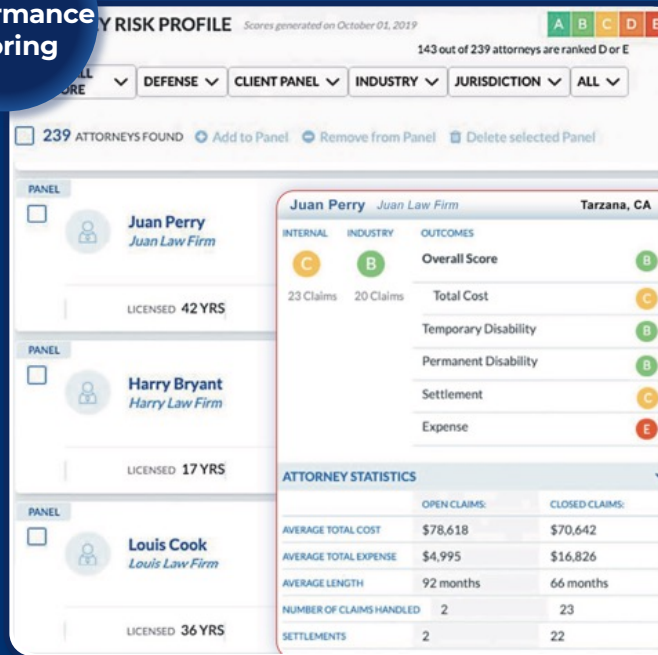 rmance
oring
Y RISK PROFILE Scores generated on October 01, 2019
A B C D E
143 out of 239 attorneys are ranked D or E
LL
ORE
DEFENSE CLIENT PANEL INDUSTRY JURISDICTION ALL
239 ATTORNEYS FOUND Add to Panel Remove from Panel Delete selected Panel
PANEL
Juan Perry
Juan Law Firm
LICENSED 42 YRS
PANEL
Harry Bryant
Harry Law Firm
LICENSED 17 YRS
PANEL
Louis Cook
Louis Law Firm
LICENSED 36 YRS
Juan Perry Juan Law Firm Tarzana, CA
INTERNAL INDUSTRY OUTCOMES
C B Overall Score B
23 Claims 20 Claims Total Cost C
Temporary Disability B
Permanent Disability B
Settlement C
Expense E
ATTORNEY STATISTICS
OPEN CLAIMS: CLOSED CLAIMS:
AVERAGE TOTAL COST $78,618 $70,642
AVERAGE TOTAL EXPENSE $4,995 $16,826
AVERAGE LENGTH 92 months 66 months
NUMBER OF CLAIMS HANDLED 2 23
SETTLEMENTS 2 22